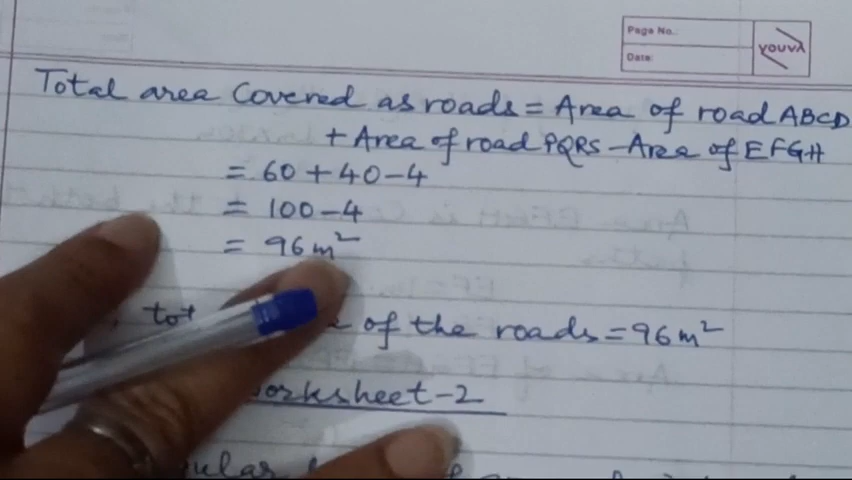 Page No.:
Date:
youva
Total area Covered as roads = Area of road ABCD
+ Area of road PQRS - Area of EFGH
= 60 + 40 - 4
= 100 - 4
= 96 m²
of the roads = 96 m²
orksheet - 2